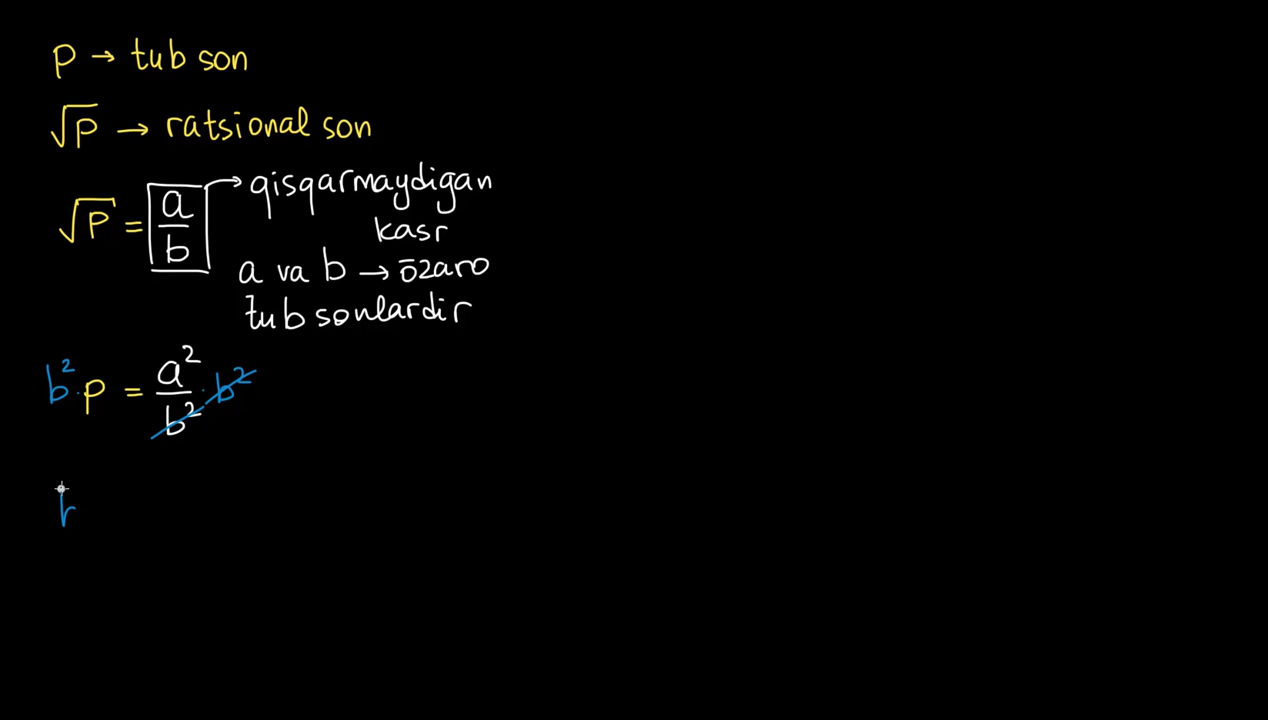 p → tub son
√p → ratsional son
√p = a/b → qisqarmaydigan
kasr
a va b → ōzaro
tub sonlardir
b² · p = a²/b² · b²